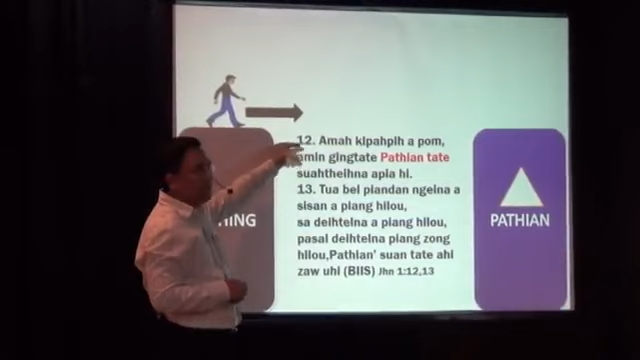 12. Amah kipahpih a pom,
amin gingtate Pathian tate
suahtheihna apia hi.
13. Tua bel piandan ngeina a
sisan a piang hilou,
sa deihtelna a piang hilou,
pasal deihtelna piang zong
hilou,Pathian' suan tate ahi
zaw uhi (BIIS) Jhn 1:12,13
PATHIAN